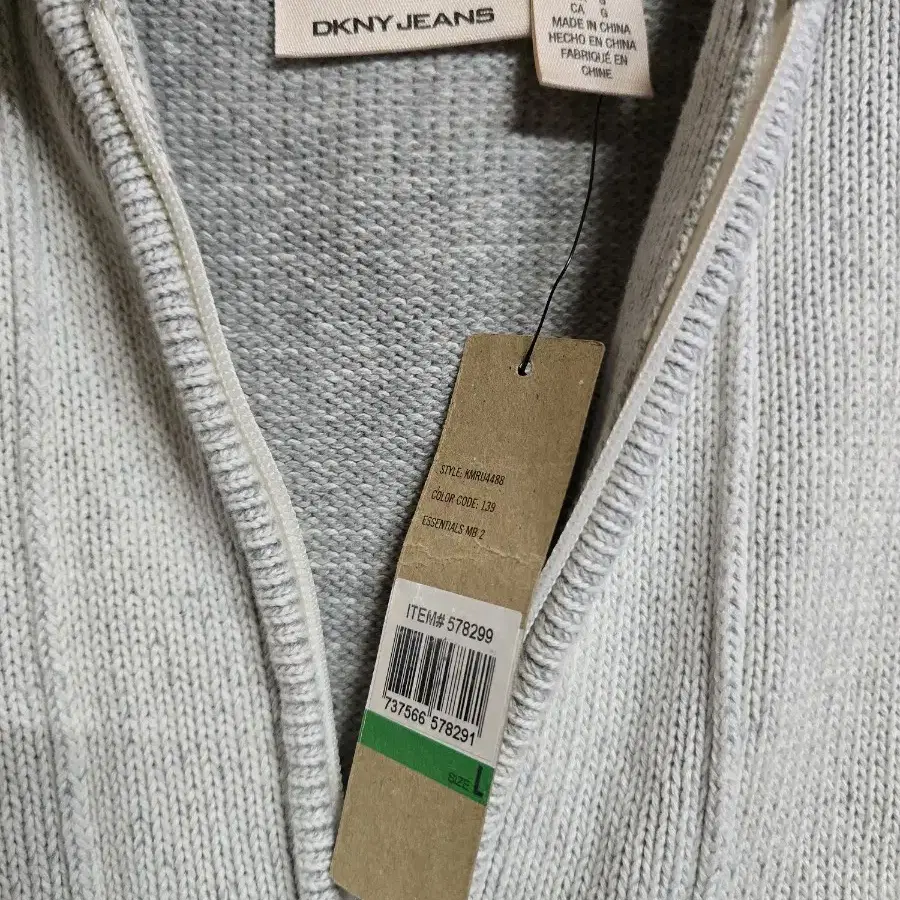 DKNY JEANS
CA G
MADE IN CHINA
HECHO EN CHINA
FABRIQUÉ EN
CHINE
STYLE: KMRU4488
COLOR CODE: 139
ESSENTIALS MB 2
ITEM# 578299
737566 578291
SIZE L